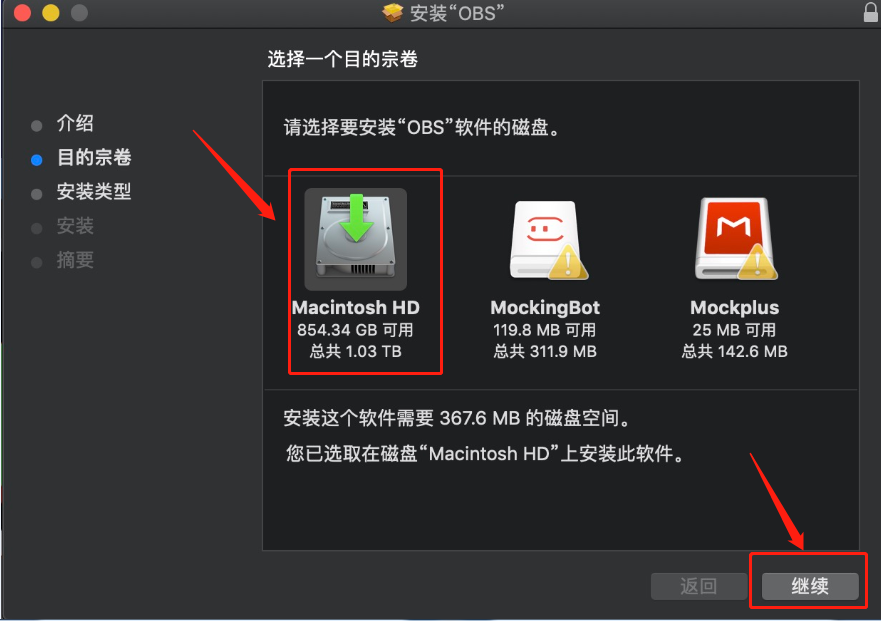 安装“OBS”
选择一个目的宗卷
介绍
目的宗卷
安装类型
安装
摘要
请选择要安装“OBS”软件的磁盘。
Macintosh HD
854.34 GB 可用
总共 1.03 TB
MockingBot
119.8 MB 可用
总共 311.9 MB
Mockplus
25 MB 可用
总共 142.6 MB
安装这个软件需要 367.6 MB 的磁盘空间。
您已选取在磁盘“Macintosh HD”上安装此软件。
返回
继续